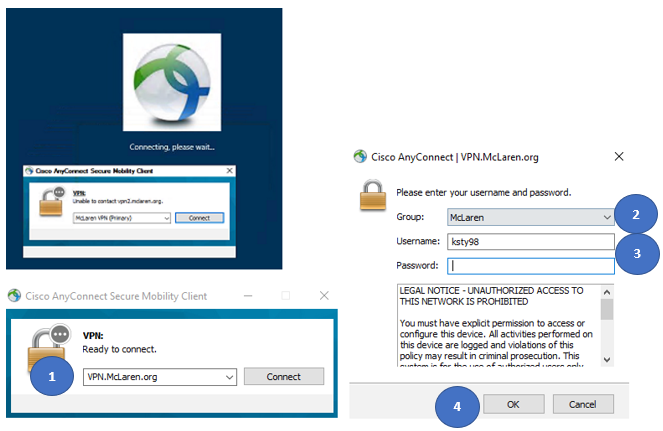 Connecting, please wait...
Cisco AnyConnect Secure Mobility Client
VPN:
Unable to contact vpn2.mclaren.org.
McLaren VPN (Primary)
Connect
Cisco AnyConnect Secure Mobility Client
VPN:
Ready to connect.
1
VPN.McLaren.org
Connect
Cisco AnyConnect | VPN.McLaren.org
Please enter your username and password.
Group: McLaren
2
Username: ksty98
3
Password:
LEGAL NOTICE - UNAUTHORIZED ACCESS TO
THIS NETWORK IS PROHIBITED
You must have explicit permission to access or
configure this device. All activities performed on
this device are logged and violations of this
policy may result in criminal prosecution. This
system is for the use of authorized users only
4
OK
Cancel